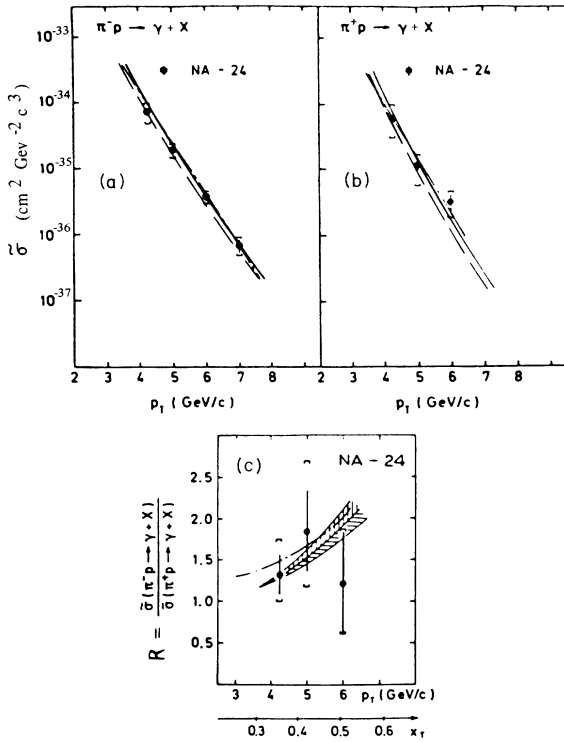 π⁻p → γ + X
π⁺p → γ + X
NA - 24
NA - 24
(a)
(b)
σ̃ (cm² Gev⁻² c³)
10⁻³³
10⁻³⁴
10⁻³⁵
10⁻³⁶
10⁻³⁷
2 3 4 5 6 7 8 2 3 4 5 6 7 8
p_T (GeV/c)
p_T (GeV/c)
(c)
NA - 24
R = σ̃ (π⁻p → γ + X) / σ̃ (π⁺p → γ + X)
2.5
2.0
1.5
1.0
0.5
3 4 5 6 p_T (GeV/c)
0.3 0.4 0.5 0.6 x_T